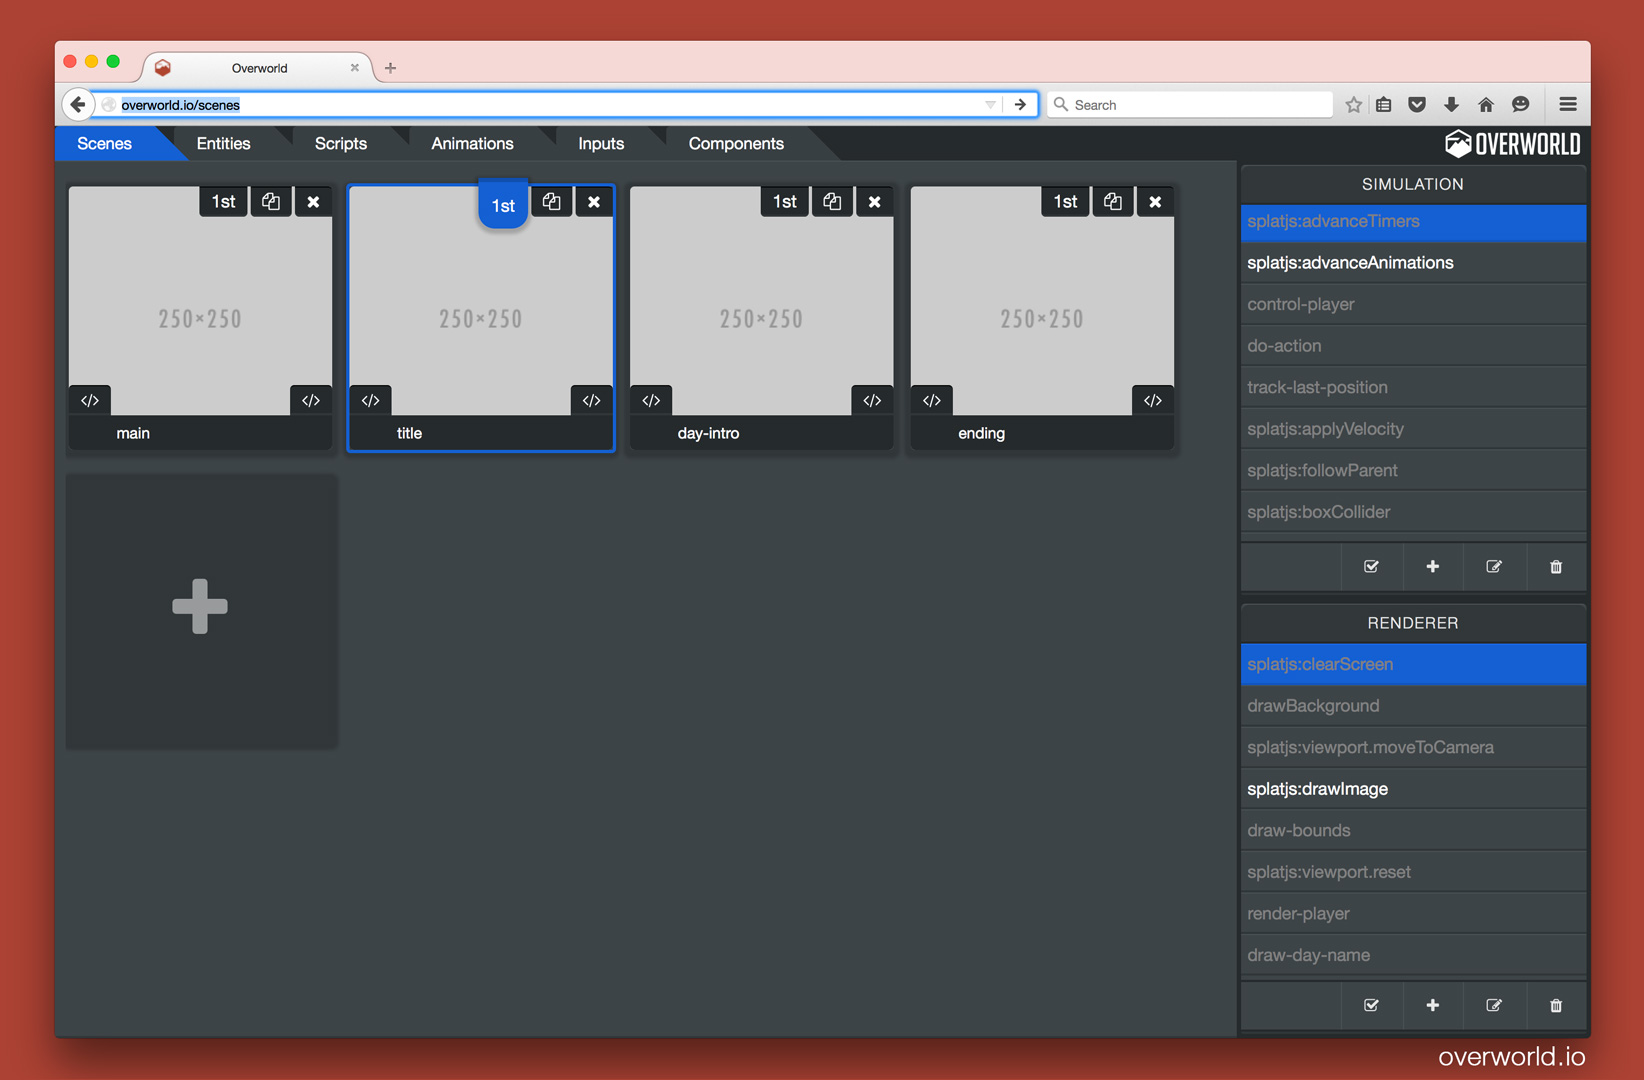 Overworld
overworld.io/scenes
Search
Scenes Entities Scripts Animations Inputs Components
OVERWORLD
1st 1st 1st 1st
250×250 250×250 250×250 250×250
</> </> </> </> </> </> </> </>
main title day-intro ending
SIMULATION
splatjs:advanceTimers
splatjs:advanceAnimations
control-player
do-action
track-last-position
splatjs:applyVelocity
splatjs:followParent
splatjs:boxCollider
RENDERER
splatjs:clearScreen
drawBackground
splatjs:viewport.moveToCamera
splatjs:drawImage
draw-bounds
splatjs:viewport.reset
render-player
draw-day-name
overworld.io